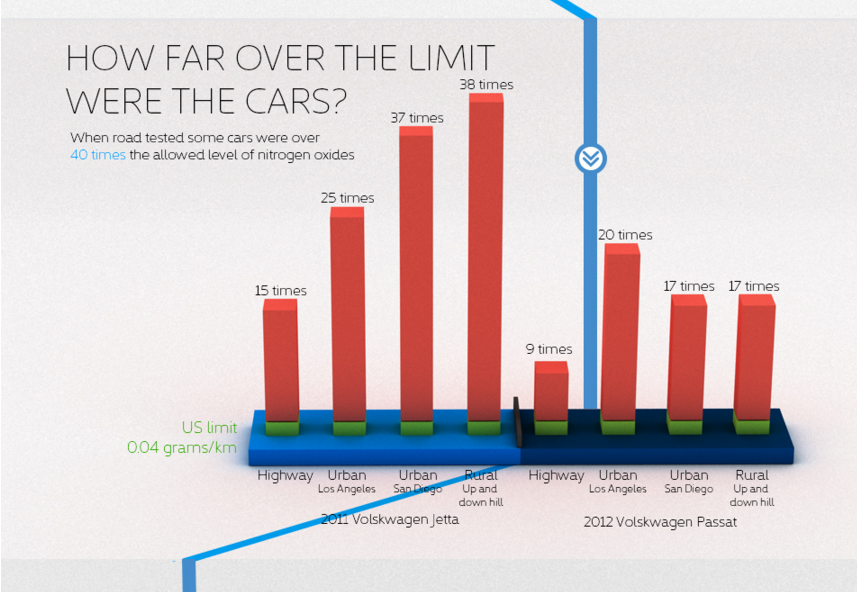 HOW FAR OVER THE LIMIT
WERE THE CARS?
When road tested some cars were over
40 times the allowed level of nitrogen oxides
15 times
25 times
37 times
38 times
9 times
20 times
17 times
17 times
US limit
0.04 grams/km
Highway
Urban
Los Angeles
Urban
San Diego
Rural
Up and
down hill
2011 Volskwagen Jetta
Highway
Urban
Los Angeles
Urban
San Diego
Rural
Up and
down hill
2012 Volskwagen Passat